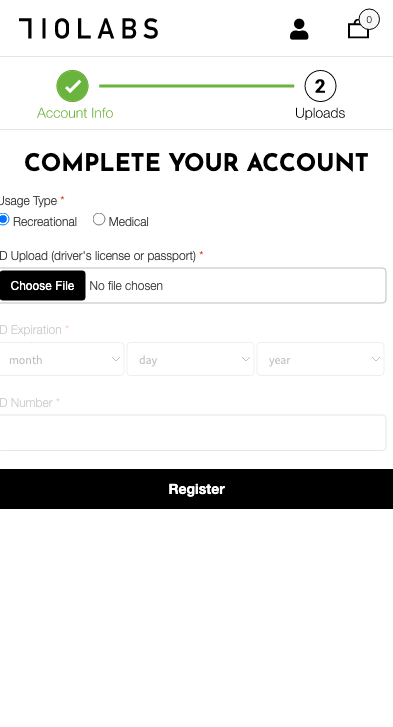 710LABS
0
2
Account Info
Uploads
COMPLETE YOUR ACCOUNT
Usage Type *
Recreational Medical
D Upload (driver's license or passport) *
Choose File No file chosen
D Expiration *
month day year
D Number *
Register